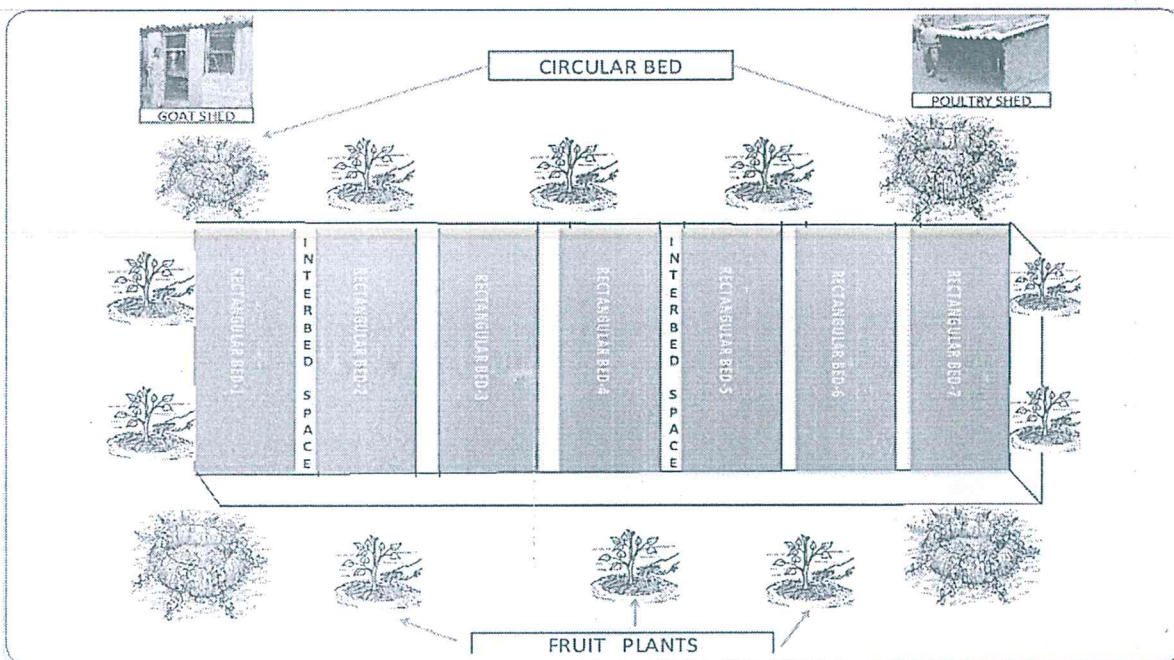 CIRCULAR BED
GOAT SHED
POULTRY SHED
RECTANGULAR BED-1
INTERBED SPACE
RECTANGULAR BED-2
RECTANGULAR BED-3
RECTANGULAR BED-4
INTERBED SPACE
RECTANGULAR BED-5
RECTANGULAR BED-6
RECTANGULAR BED-7
FRUIT PLANTS